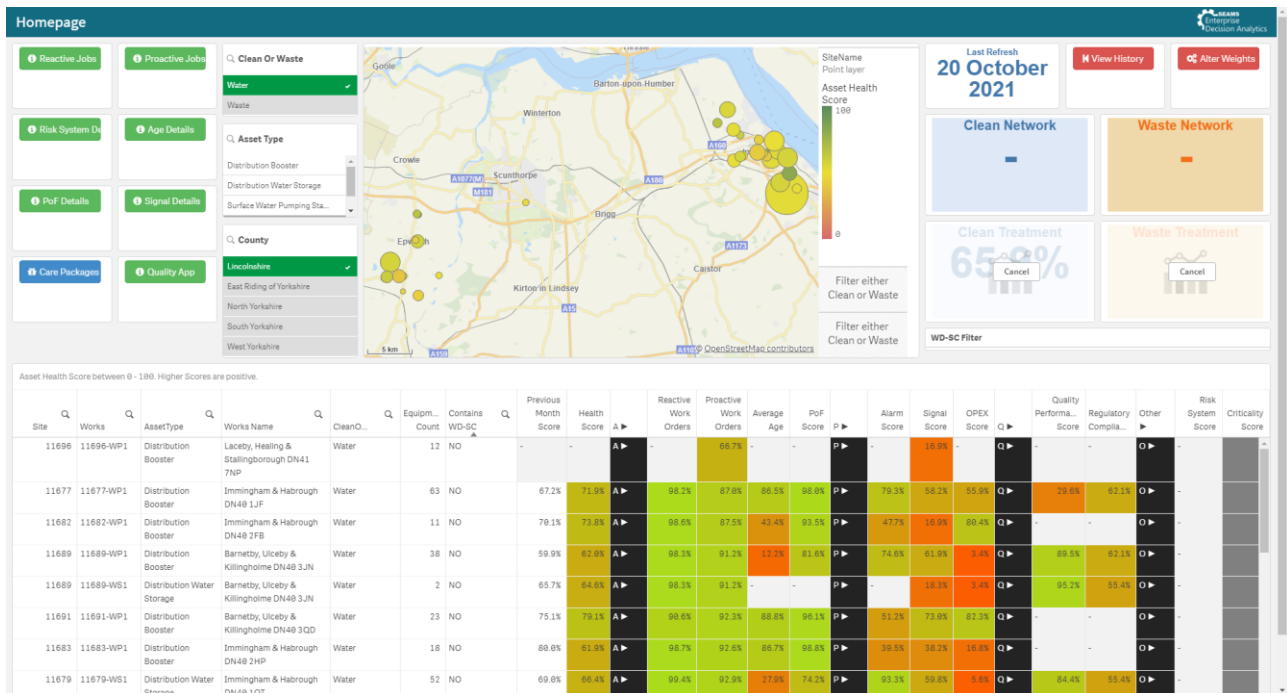 Homepage
SEAMS
Enterprise
Decision Analytics
Reactive Jobs
Proactive Jobs
Risk System De
Age Details
PoF Details
Signal Details
Care Packages
Quality App
Clean Or Waste
Water
Waste
Asset Type
Distribution Booster
Distribution Water Storage
Surface Water Pumping Sta...
County
Lincolnshire
East Riding of Yorkshire
North Yorkshire
South Yorkshire
West Yorkshire
Goole
Barton-upon-Humber
Winterton
Crowle
A160
A1077(M)
Scunthorpe
M181
A180
Brigg
Epworth
A1173
Caistor
Kirton in Lindsey
A15
5 km
A159
A1103
© OpenStreetMap contributors
SiteName
Point layer
Asset Health
Score
100
0
Filter either
Clean or Waste
Filter either
Clean or Waste
Last Refresh
20 October
2021
View History
Alter Weights
Clean Network
-
Waste Network
-
Clean Treatment
Cancel
Waste Treatment
Cancel
WD-SC Filter
Asset Health Score between 0 - 100. Higher Scores are positive.
Site Works AssetType Works Name CleanO... Equipm... Count Contains WD-SC Previous Month Score Health Score A ▶ Reactive Work Orders Proactive Work Orders Average Age PoF Score P ▶ Alarm Score Signal Score OPEX Score Q ▶ Quality Performa... Score Regulatory Complia... Other ▶ Risk System Score Criticality Score
11696 11696-WP1 Distribution Booster Laceby, Healing & Stallingborough DN41 7NP Water 12 NO - - A ▶ - 66.7% - - P ▶ - 16.9% - Q ▶ - - O ▶ -
11677 11677-WP1 Distribution Booster Immingham & Habrough DN40 1JF Water 63 NO 67.2% 71.9% A ▶ 98.2% 87.0% 86.5% 98.0% P ▶ 79.3% 58.2% 55.9% Q ▶ 29.6% 62.1% O ▶ -
11682 11682-WP1 Distribution Booster Immingham & Habrough DN40 2FB Water 11 NO 70.1% 73.8% A ▶ 98.6% 87.5% 43.4% 93.5% P ▶ 47.7% 16.9% 80.4% Q ▶ - - O ▶ -
11689 11689-WP1 Distribution Booster Barnetby, Ulceby & Killingholme DN40 3JN Water 38 NO 59.9% 62.0% A ▶ 98.3% 91.2% 12.2% 81.6% P ▶ 74.6% 61.9% 3.4% Q ▶ 89.5% 62.1% O ▶ -
11689 11689-WS1 Distribution Water Storage Barnetby, Ulceby & Killingholme DN40 3JN Water 2 NO 65.7% 64.6% A ▶ 98.3% 91.2% - - P ▶ - 18.3% 3.4% Q ▶ 95.2% 55.4% O ▶ -
11691 11691-WP1 Distribution Booster Barnetby, Ulceby & Killingholme DN40 3QD Water 23 NO 75.1% 79.1% A ▶ 90.6% 92.3% 88.8% 96.1% P ▶ 51.2% 73.0% 82.3% Q ▶ - - O ▶ -
11683 11683-WP1 Distribution Booster Immingham & Habrough DN40 2HP Water 18 NO 80.0% 61.9% A ▶ 98.7% 92.6% 86.7% 98.8% P ▶ 39.5% 38.2% 16.8% Q ▶ - - O ▶ -
11679 11679-WS1 Distribution Water Storage Immingham & Habrough DN40 1QT Water 52 NO 69.0% 66.4% A ▶ 99.4% 92.9% 27.9% 74.2% P ▶ 93.3% 59.8% 5.6% Q ▶ 84.4% 55.4% O ▶ -